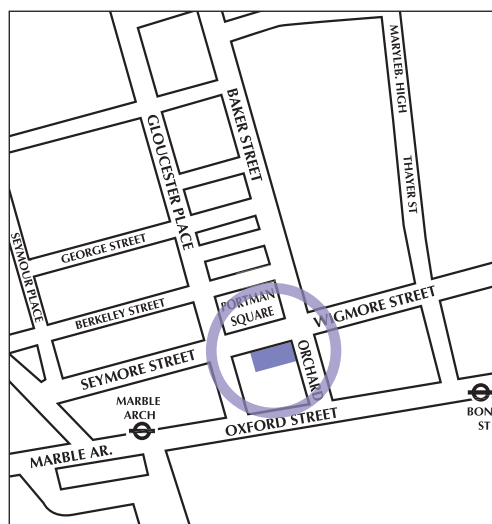 MARYLEB. HIGH
THAYER ST
BAKER STREET
GLOUCESTER PLACE
GEORGE STREET
SEYMOUR PLACE
BERKELEY STREET
PORTMAN
SQUARE
WIGMORE STREET
SEYMORE STREET
ORCHARD
MARBLE
ARCH
OXFORD STREET
BON
ST
MARBLE AR.